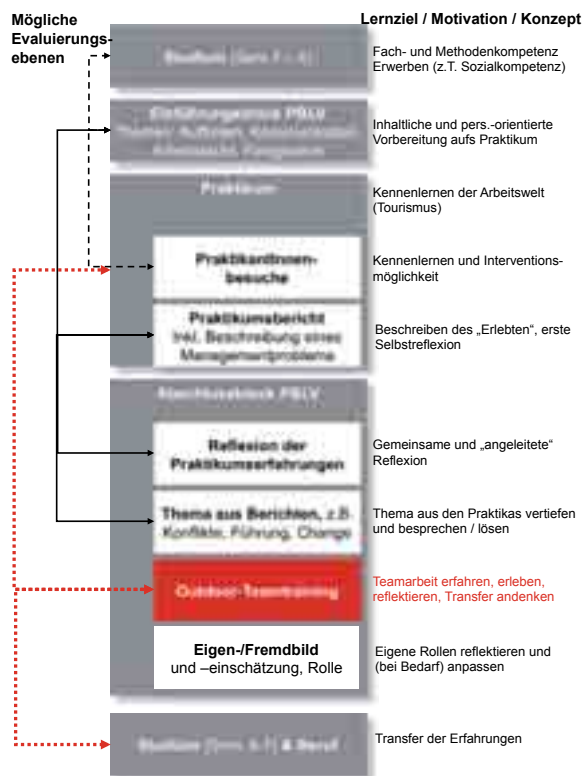 Mögliche
Evaluierungs-
ebenen
Lernziel / Motivation / Konzept
Fach- und Methodenkompetenz
Erwerben (z.T. Sozialkompetenz)
Inhaltliche und pers.-orientierte
Vorbereitung aufs Praktikum
Praktikum
Kennenlernen der Arbeitswelt
(Tourismus)
PraktikantInnen-
besuche
Kennenlernen und Interventions-
möglichkeit
Praktikumsbericht
Inkl. Beschreibung eines
Managementproblems
Beschreiben des „Erlebten“, erste
Selbstreflexion
Abschlussblock PBLV
Reflexion der
Praktikumserfahrungen
Gemeinsame und „angeleitete“
Reflexion
Thema aus Berichten, z.B.
Konflikte, Führung, Change
Thema aus den Praktikas vertiefen
und besprechen / lösen
Outdoor-Teamtraining
Teamarbeit erfahren, erleben,
reflektieren, Transfer andenken
Eigen-/Fremdbild
und –einschätzung, Rolle
Eigene Rollen reflektieren und
(bei Bedarf) anpassen
& Beruf
Transfer der Erfahrungen